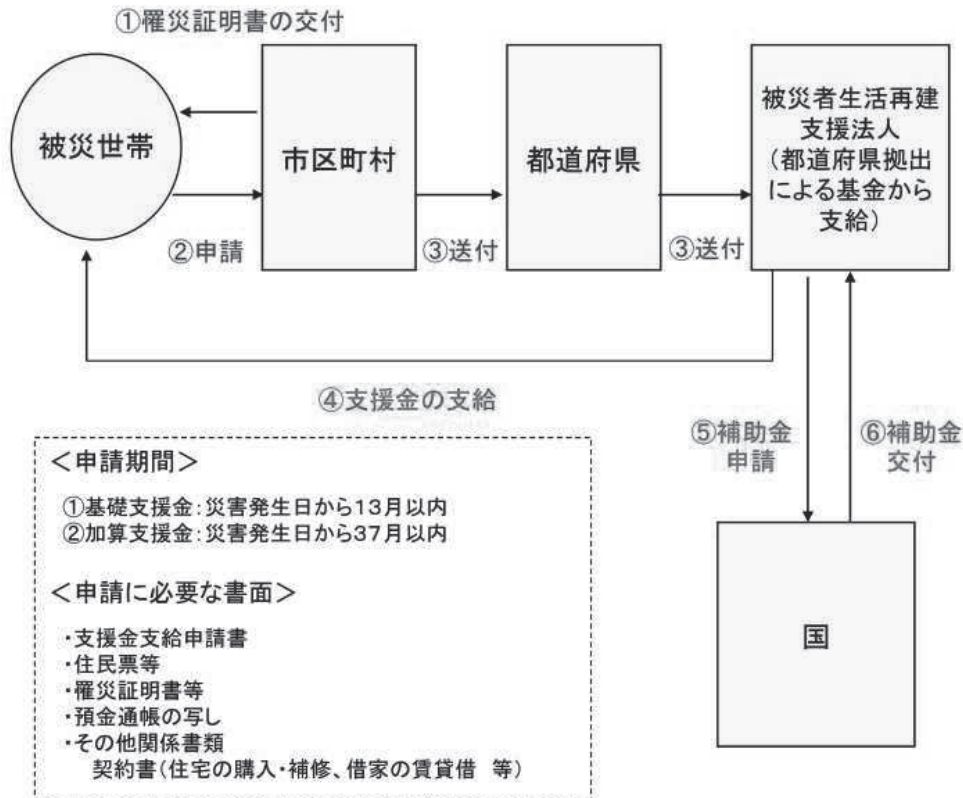 ①罹災証明書の交付
被災世帯
市区町村
都道府県
被災者生活再建
支援法人
(都道府県拠出
による基金から
支給)
②申請
③送付
③送付
④支援金の支給
⑤補助金
申請
⑥補助金
交付
国
<申請期間>
①基礎支援金:災害発生日から13月以内
②加算支援金:災害発生日から37月以内
<申請に必要な書面>
・支援金支給申請書
・住民票等
・罹災証明書等
・預金通帳の写し
・その他関係書類
契約書(住宅の購入・補修、借家の賃貸借 等)